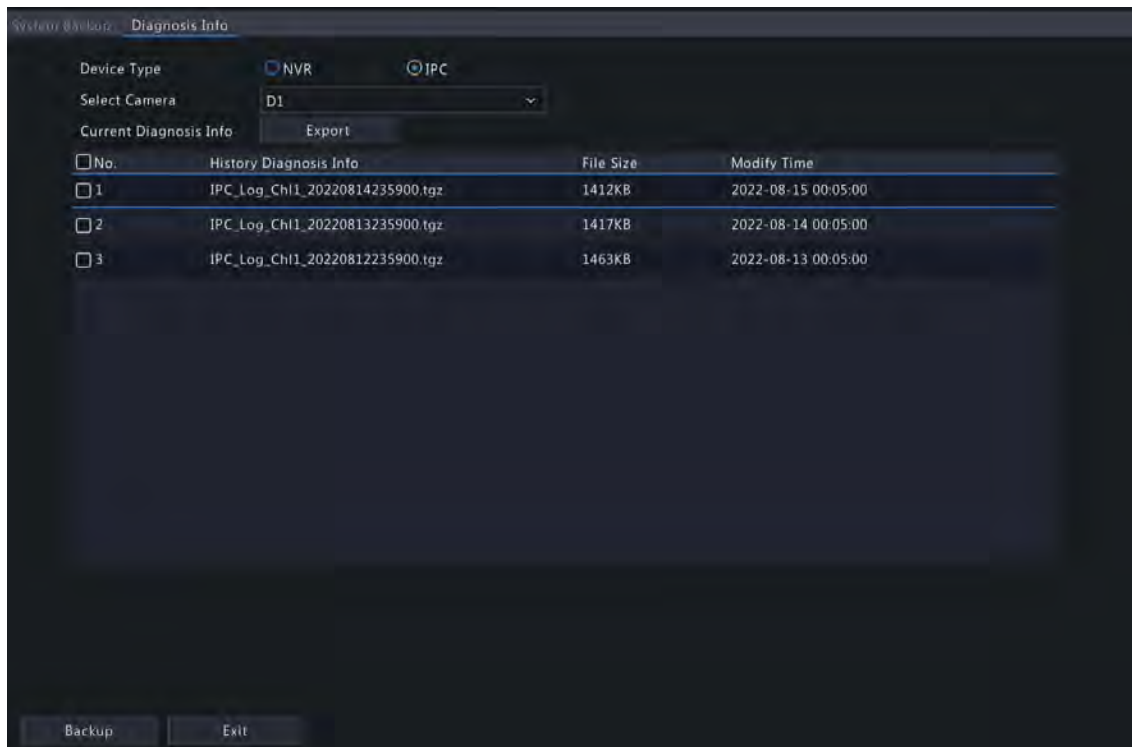 System Backup Diagnosis Info
Device Type NVR IPC
Select Camera D1
Current Diagnosis Info Export
No. History Diagnosis Info File Size Modify Time
1 IPC_Log_Chl1_20220814235900.tgz 1412KB 2022-08-15 00:05:00
2 IPC_Log_Chl1_20220813235900.tgz 1417KB 2022-08-14 00:05:00
3 IPC_Log_Chl1_20220812235900.tgz 1463KB 2022-08-13 00:05:00
Backup Exit